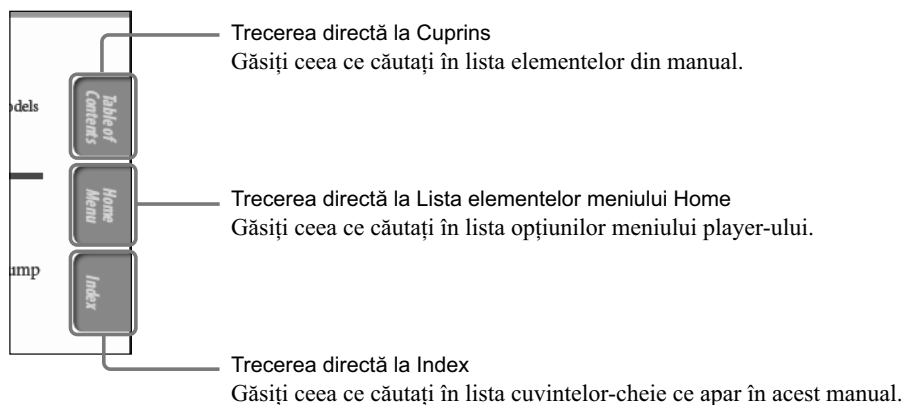 Trecerea directă la Cuprins
Găsiți ceea ce căutați în lista elementelor din manual.
Table of
Contents
odels
Trecerea directă la Lista elementelor meniului Home
Găsiți ceea ce căutați în lista opțiunilor meniului player-ului.
Home
Menu
ump
Index
Trecerea directă la Index
Găsiți ceea ce căutați în lista cuvintelor-cheie ce apar în acest manual.